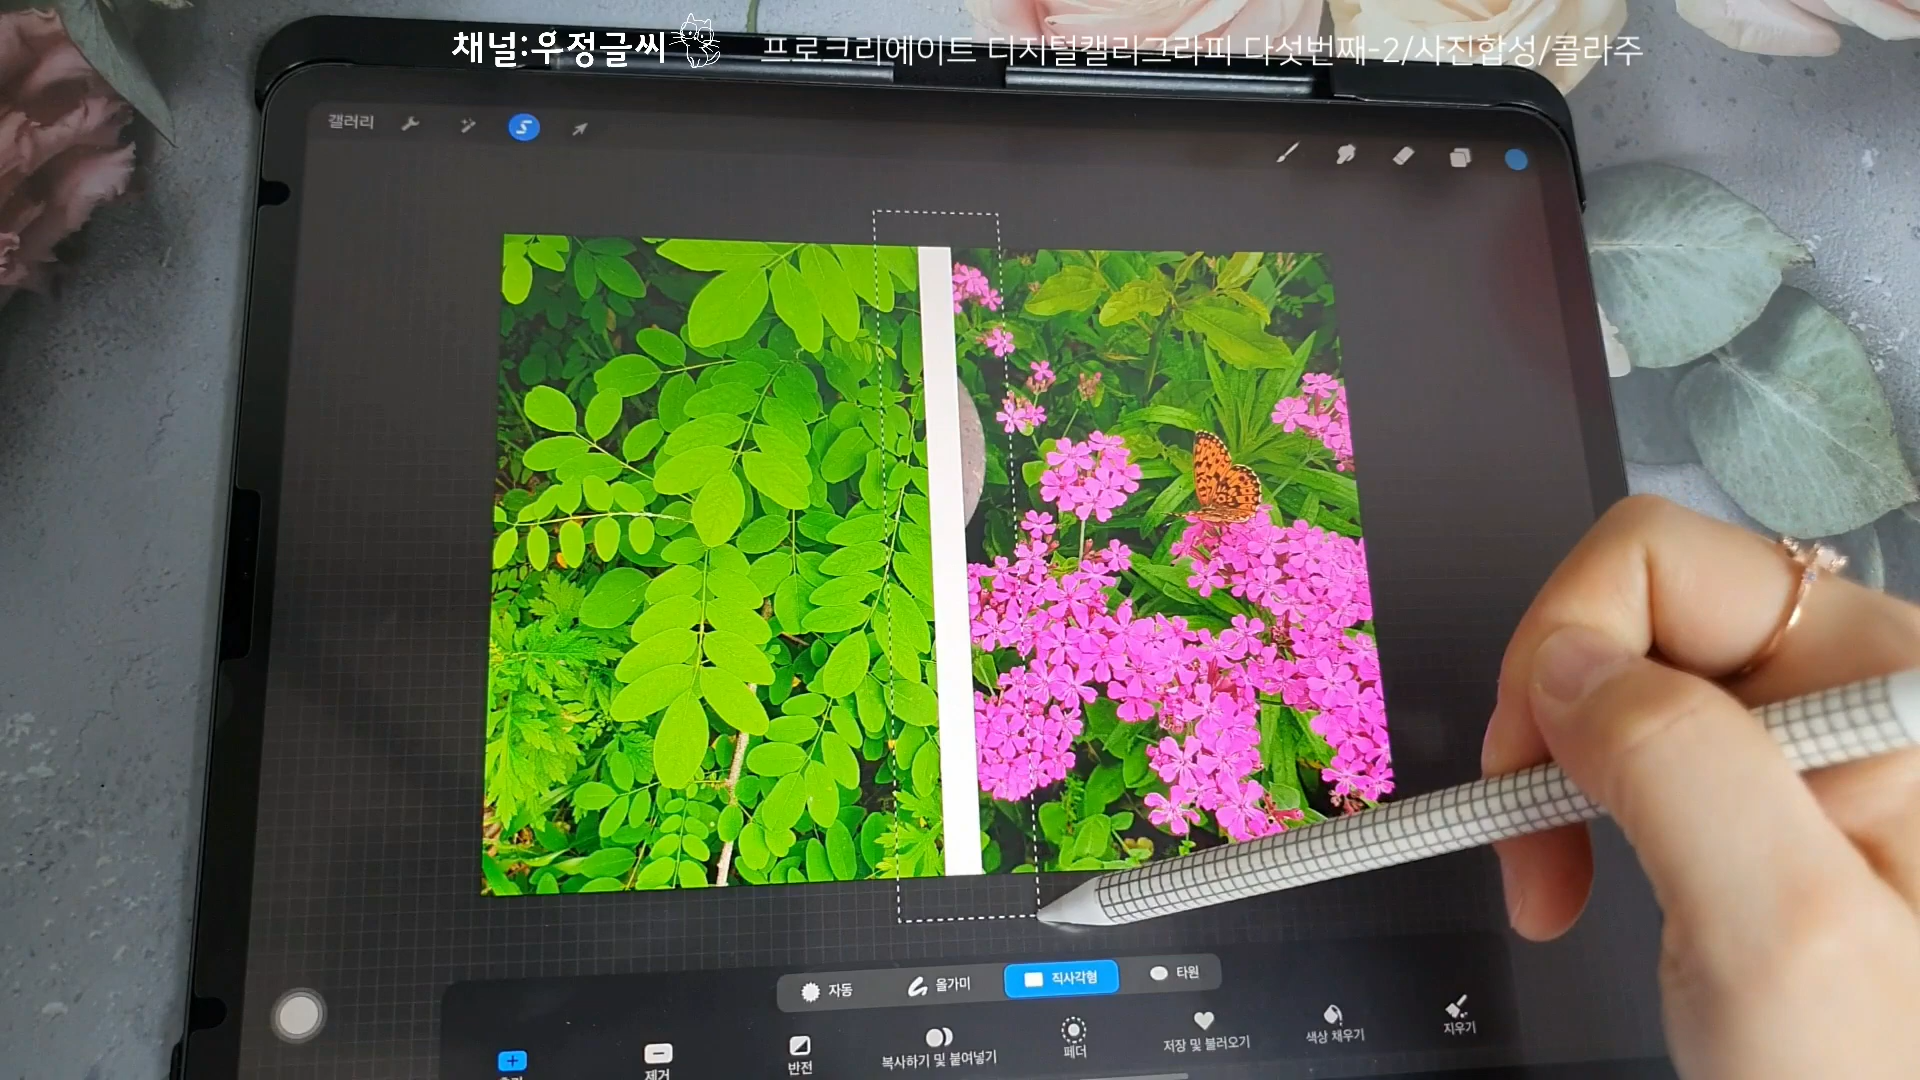 채널:우정글씨
프로크리에이트 디지털캘리그라피 다섯번째-2/사진합성/콜라주
갤러리
자동
올가미
직사각형
타원
제거
반전
복사하기 및 붙여넣기
페더
저장 및 불러오기
색상 채우기
지우기